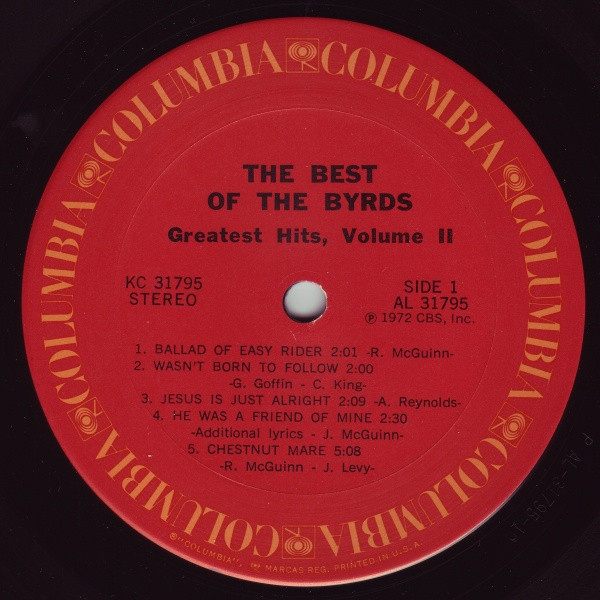 COLUMBIA COLUMBIA COLUMBIA COLUMBIA COLUMBIA COLUMBIA
THE BEST
OF THE BYRDS
Greatest Hits, Volume II
KC 31795
STEREO
SIDE 1
AL 31795
Ⓟ 1972 CBS, Inc.
1. BALLAD OF EASY RIDER 2:01 -R. McGuinn-
2. WASN'T BORN TO FOLLOW 2:00
-G. Goffin - C. King-
3. JESUS IS JUST ALRIGHT 2:09 -A. Reynolds-
4. HE WAS A FRIEND OF MINE 2:30
-Additional lyrics - J. McGuinn-
5. CHESTNUT MARE 5:08
-R. McGuinn - J. Levy-
®"COLUMBIA", MARCAS REG. PRINTED IN U.S.A.
P AL-31795-1